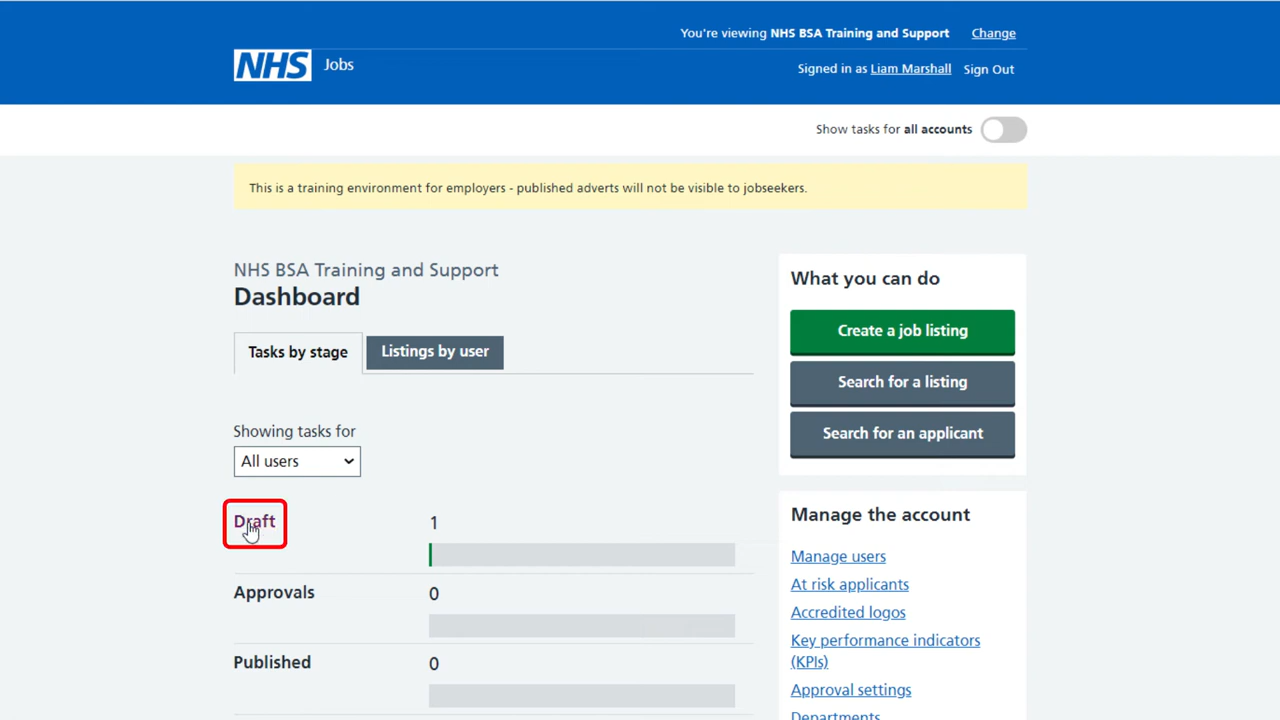 You're viewing NHS BSA Training and Support Change
NHS Jobs
Signed in as Liam Marshall Sign Out
Show tasks for all accounts
This is a training environment for employers - published adverts will not be visible to jobseekers.
NHS BSA Training and Support
Dashboard
Tasks by stage
Listings by user
Showing tasks for
All users
Draft 1
Approvals 0
Published 0
What you can do
Create a job listing
Search for a listing
Search for an applicant
Manage the account
Manage users
At risk applicants
Accredited logos
Key performance indicators
(KPIs)
Approval settings
Departments